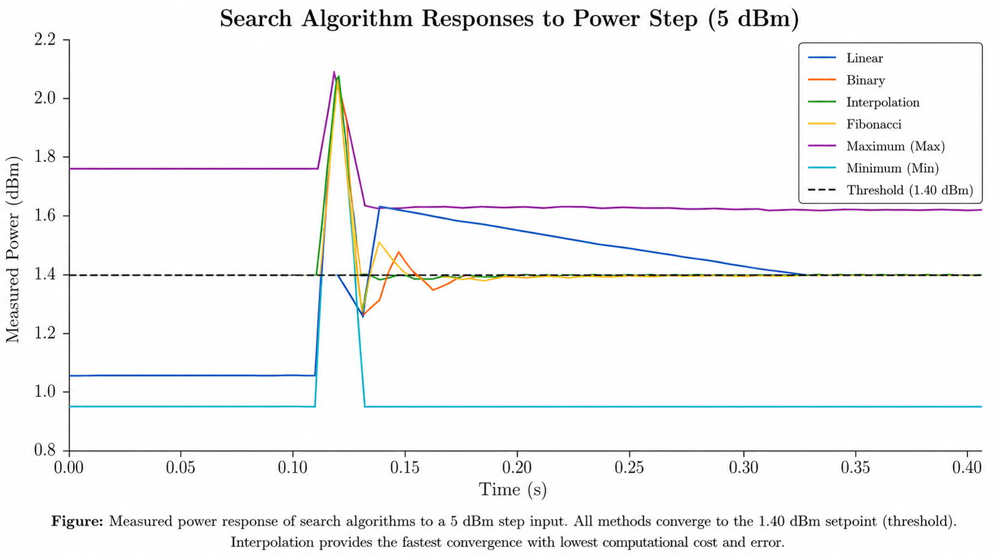 Search Algorithm Responses to Power Step (5 dBm)
2.2
2.0
1.8
1.6
1.4
1.2
1.0
0.8
Measured Power (dBm)
Linear
Binary
Interpolation
Fibonacci
Maximum (Max)
Minimum (Min)
Threshold (1.40 dBm)
0.00 0.05 0.10 0.15 0.20 0.25 0.30 0.35 0.40
Time (s)
Figure: Measured power response of search algorithms to a 5 dBm step input. All methods converge to the 1.40 dBm setpoint (threshold).
Interpolation provides the fastest convergence with lowest computational cost and error.